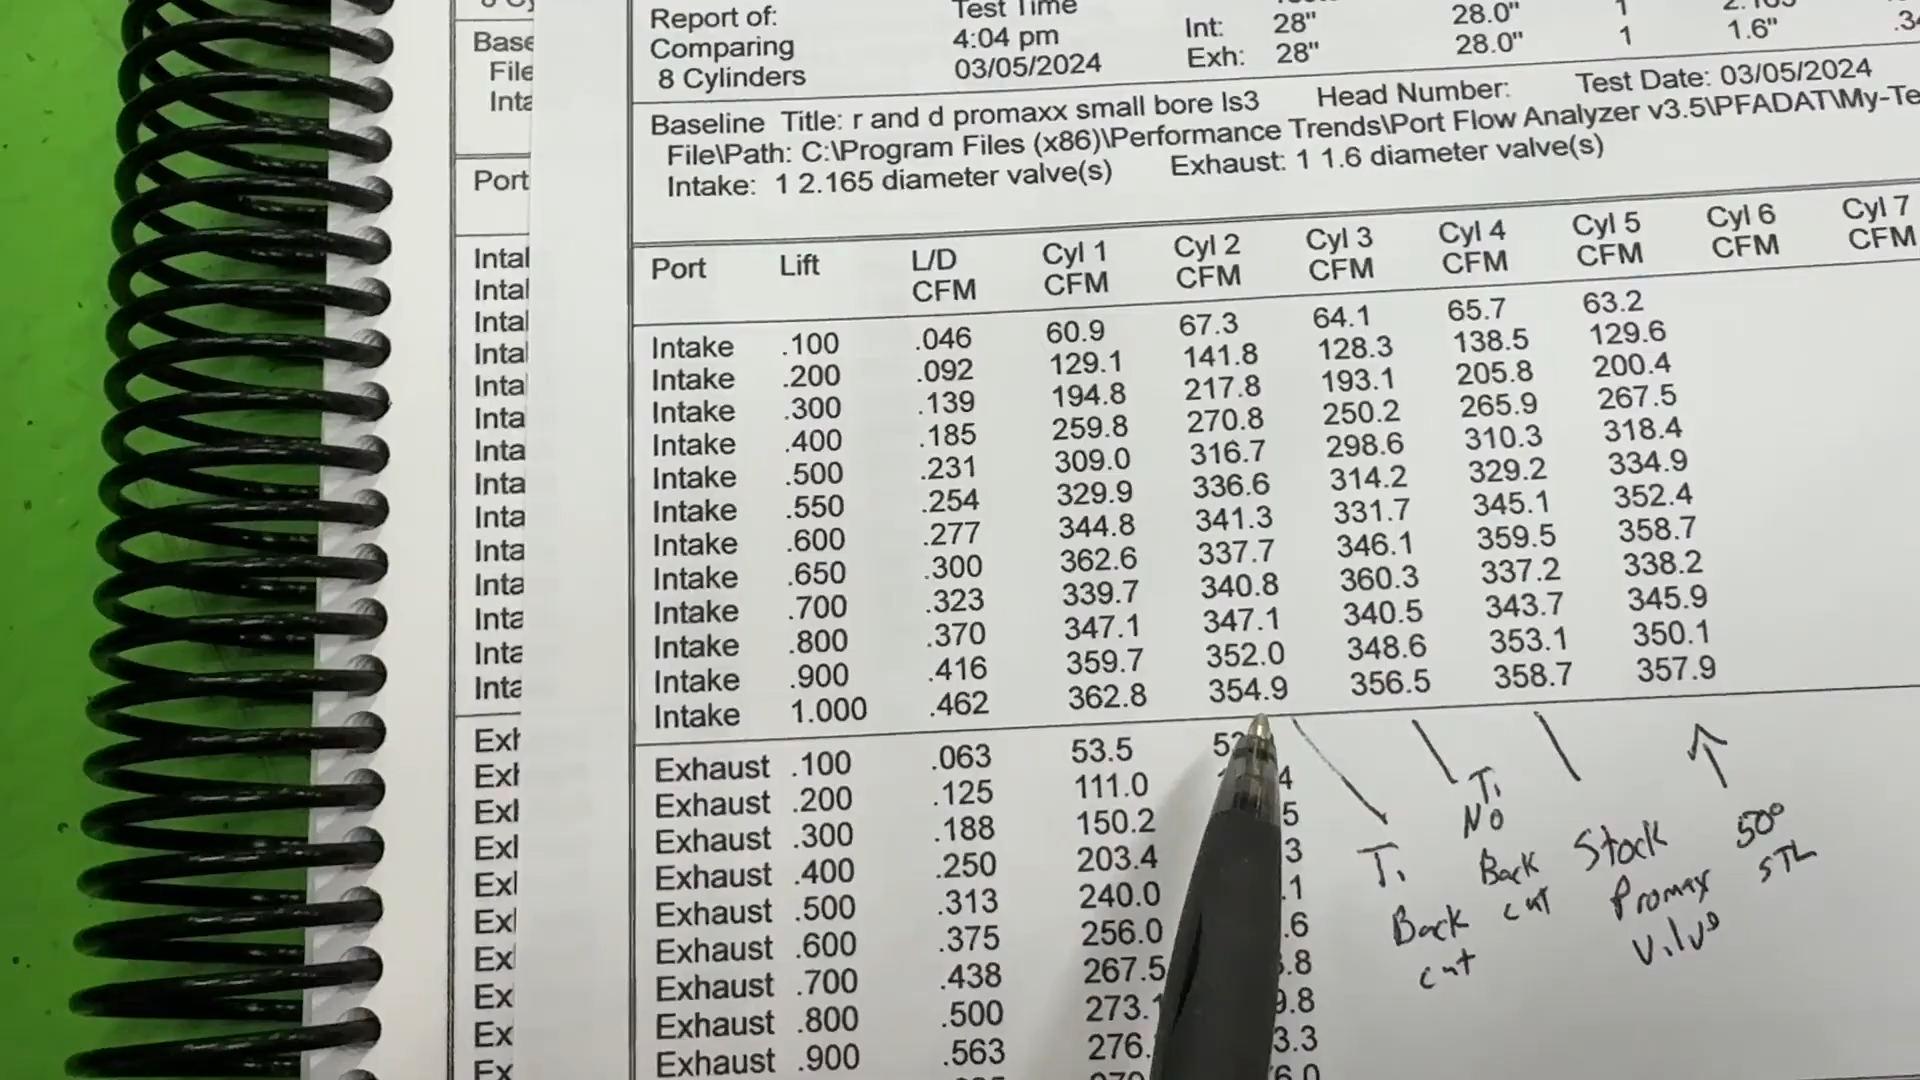 Report of:
Comparing
8 Cylinders
Test Time
4:04 pm
03/05/2024
Int: 28" 28.0" 1
Exh: 28" 28.0" 1 1.6"
Baseline Title: r and d promaxx small bore ls3 Head Number: Test Date: 03/05/2024
File\Path: C:\Program Files (x86)\Performance Trends\Port Flow Analyzer v3.5\PFADAT\My-Te
Intake: 1 2.165 diameter valve(s) Exhaust: 1 1.6 diameter valve(s)
Port Lift L/D CFM Cyl 1 CFM Cyl 2 CFM Cyl 3 CFM Cyl 4 CFM Cyl 5 CFM Cyl 6 CFM Cyl 7 CFM
Intake .100 .046 60.9 67.3 64.1 65.7 63.2
Intake .200 .092 129.1 141.8 128.3 138.5 129.6
Intake .300 .139 194.8 217.8 193.1 205.8 200.4
Intake .400 .185 259.8 270.8 250.2 265.9 267.5
Intake .500 .231 309.0 316.7 298.6 310.3 318.4
Intake .550 .254 329.9 336.6 314.2 329.2 334.9
Intake .600 .277 344.8 341.3 331.7 345.1 352.4
Intake .650 .300 362.6 337.7 346.1 359.5 358.7
Intake .700 .323 339.7 340.8 360.3 337.2 338.2
Intake .800 .370 347.1 347.1 340.5 343.7 345.9
Intake .900 .416 359.7 352.0 348.6 353.1 350.1
Intake 1.000 .462 362.8 354.9 356.5 358.7 357.9
Exhaust .100 .063 53.5
Exhaust .200 .125 111.0
Exhaust .300 .188 150.2
Exhaust .400 .250 203.4
Exhaust .500 .313 240.0
Exhaust .600 .375 256.0
Exhaust .700 .438 267.5
Exhaust .800 .500 273.
Exhaust .900 .563 276.
Ti
Back
cut
Ti
NO
Back
cut
Stock
Promax
50°
STL
Base
File
Port